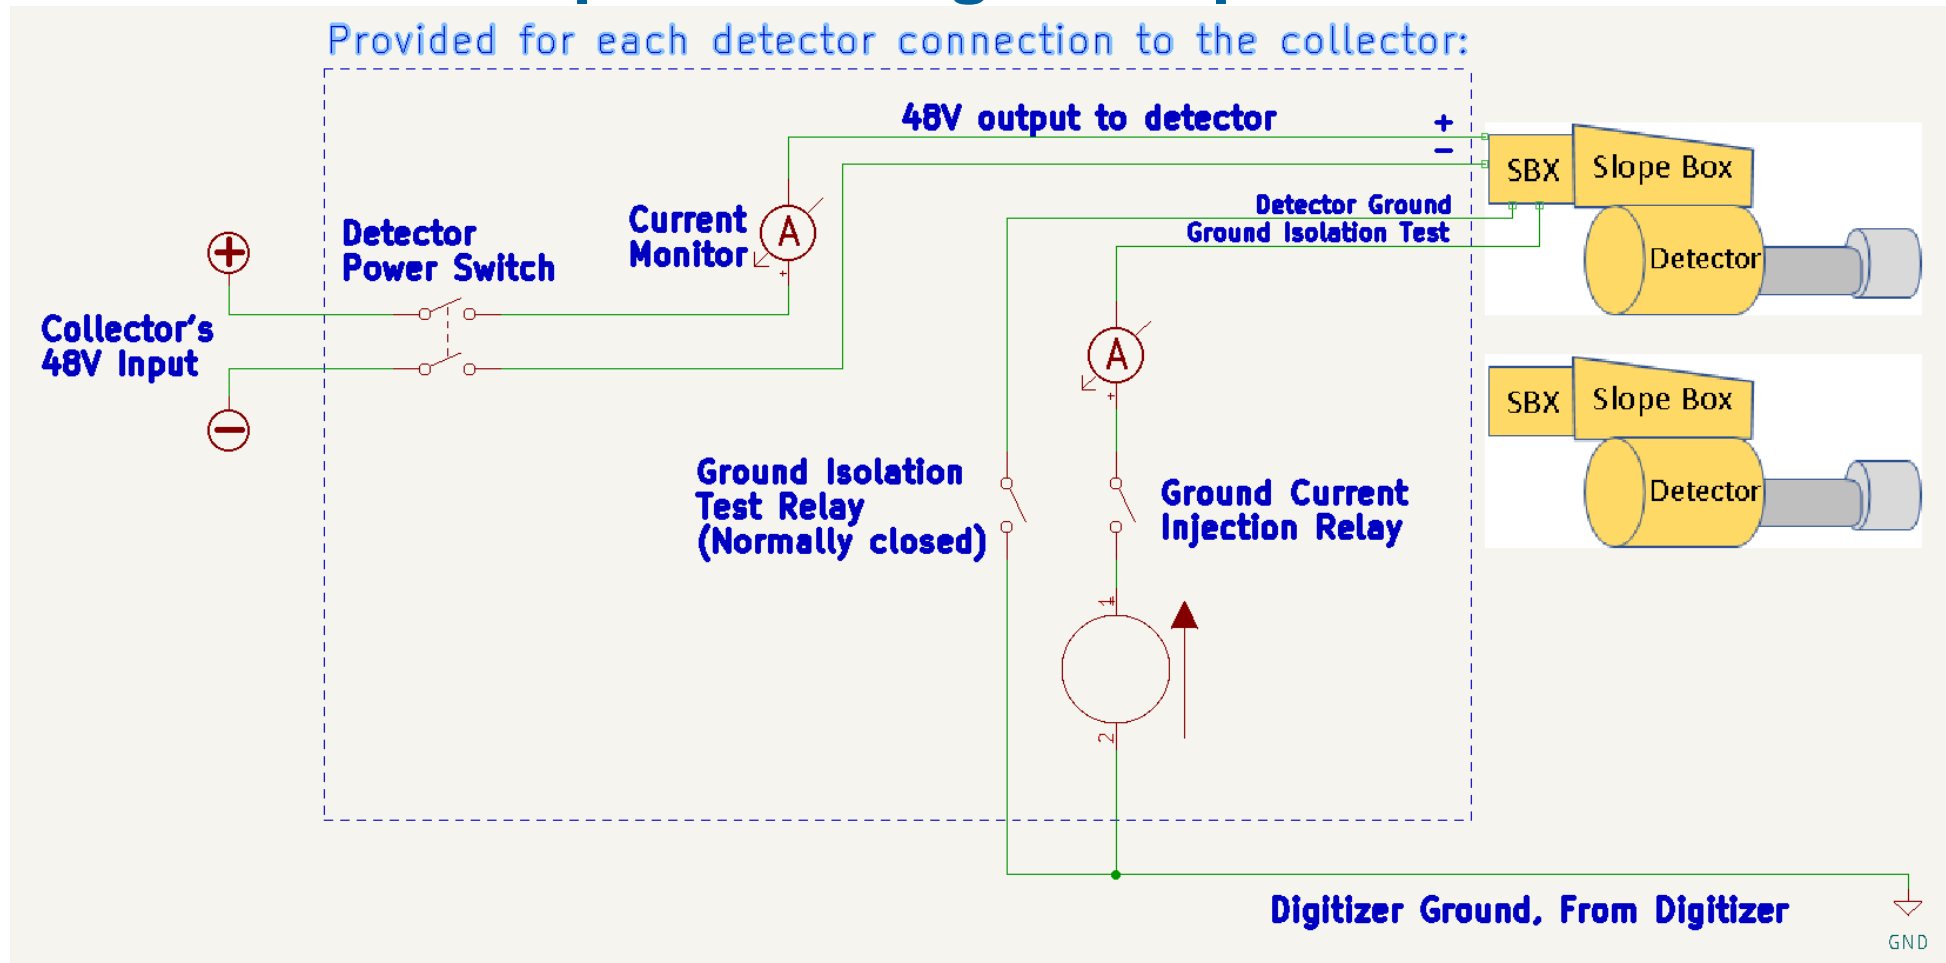 Provided for each detector connection to the collector:
48V output to detector
+
−
SBX
Slope Box
Detector
Detector Ground
Ground Isolation Test
Current
Monitor
A
+
Detector
Power Switch
+
Collector's
48V Input
−
A
+
SBX
Slope Box
Detector
Ground Isolation
Test Relay
(Normally closed)
Ground Current
Injection Relay
1
2
Digitizer Ground, From Digitizer
GND